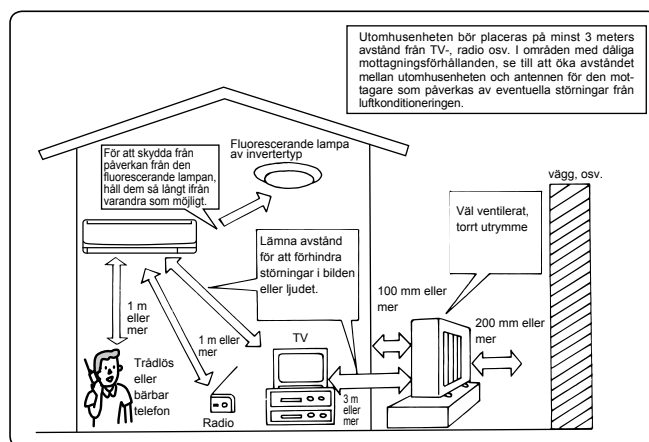 Utomhusenheten bör placeras på minst 3 meters
avstånd från TV-, radio osv. I områden med dåliga
mottagningsförhållanden, se till att öka avståndet
mellan utomhusenheten och antennen för den mot-
tagare som påverkas av eventuella störningar från
luftkonditioneringen.
Fluorescerande lampa
av invertertyp
För att skydda från
påverkan från den
fluorescerande lampan,
håll dem så långt ifrån
varandra som möjligt.
vägg, osv.
Väl ventilerat,
torrt utrymme
Lämna avstånd
för att förhindra
störningar i bilden
eller ljudet.
100 mm eller
mer
200 mm eller
mer
1 m
eller
mer
1 m eller
mer
TV
Trådlös
eller
bärbar
telefon
Radio
3 m
eller
mer